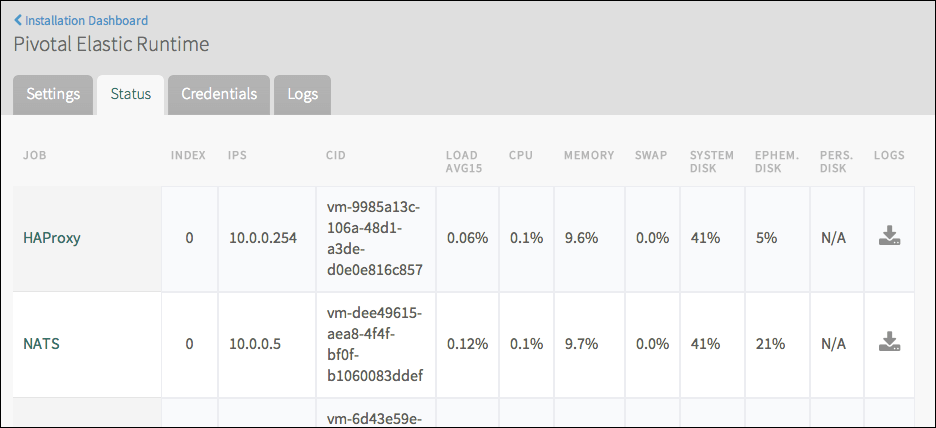 Installation Dashboard
Pivotal Elastic Runtime
Settings Status Credentials Logs
JOB INDEX IPS CID LOAD AVG15 CPU MEMORY SWAP SYSTEM DISK EPHEM. DISK PERS. DISK LOGS
HAProxy 0 10.0.0.254 vm-9985a13c-106a-48d1-a3de-d0e0e816c857 0.06% 0.1% 9.6% 0.0% 41% 5% N/A
NATS 0 10.0.0.5 vm-dee49615-aea8-4f4f-bf0f-b1060083ddef 0.12% 0.1% 9.7% 0.0% 41% 21% N/A
vm-6d43e59e-